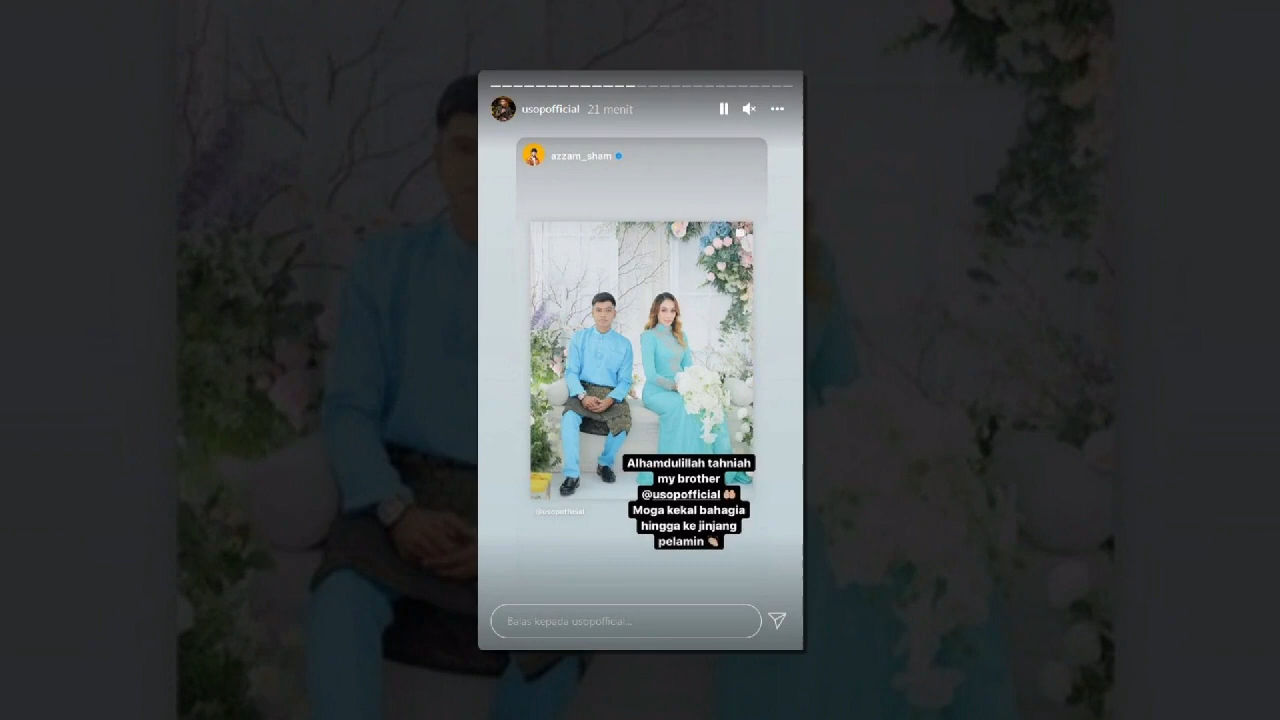 usopofficial 21 menit
azzam_sham
Alhamdulillah tahniah
my brother
@usopofficial 🤲🏼
Moga kekal bahagia
hingga ke jinjang
pelamin 👏🏼
@usopofficial
Balas kepada usopofficial...